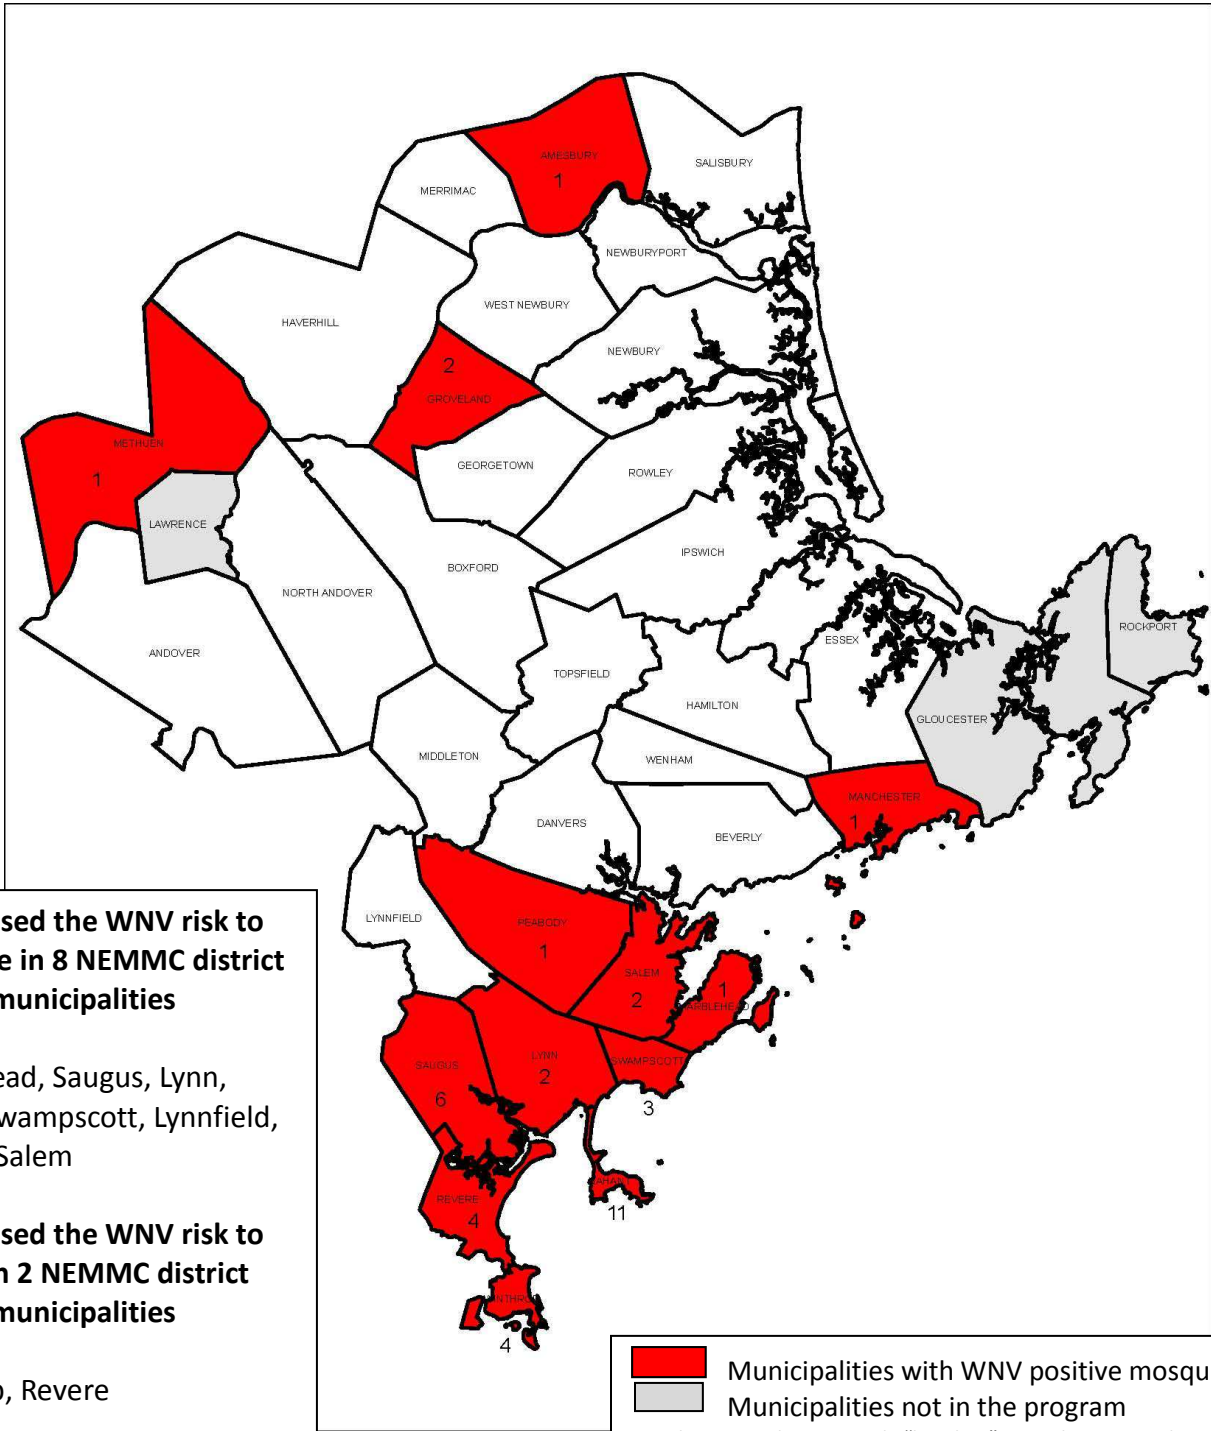 AMESBURY
1
SALISBURY
MERRIMAC
NEWBURYPORT
WEST NEWBURY
HAVERHILL
NEWBURY
2
GROVELAND
METHUEN
1
GEORGETOWN
ROWLEY
LAWRENCE
IPSWICH
BOXFORD
NORTH ANDOVER
ROCKPORT
ESSEX
ANDOVER
TOPSFIELD
HAMILTON
GLOUCESTER
MIDDLETON
WENHAM
MANCHESTER
1
DANVERS
BEVERLY
LYNNFIELD
PEABODY
1
SALEM
2
1
ARBLEHEAD
LYNN
2
SWAMPSCOTT
3
SAUGUS
6
AHANT
11
REVERE
4
INTHRO
4
sed the WNV risk to
e in 8 NEMMC district
municipalities
ead, Saugus, Lynn,
wampscott, Lynnfield,
Salem
sed the WNV risk to
n 2 NEMMC district
municipalities
o, Revere
Municipalities with WNV positive mosqu
Municipalities not in the program